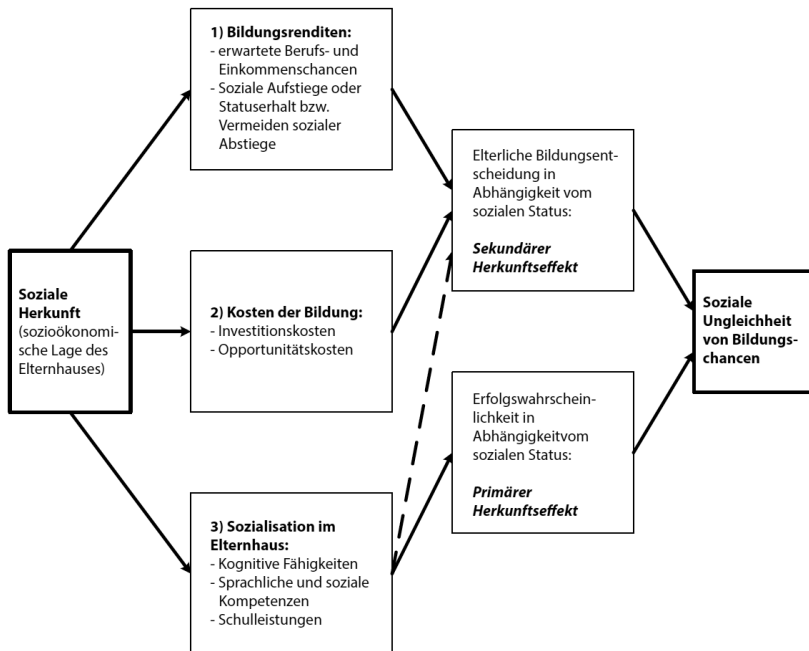 1) Bildungsrenditen:
- erwartete Berufs- und
Einkommenschancen
- Soziale Aufstiege oder
Statuserhalt bzw.
Vermeiden sozialer
Abstiege
Elterliche Bildungsent-
scheidung in
Abhängigkeit vom
sozialen Status:
Sekundärer
Herkunftseffekt
Soziale
Herkunft
(sozioökonomi-
sche Lage des
Elternhauses)
2) Kosten der Bildung:
- Investitionskosten
- Opportunitätskosten
Soziale
Ungleichheit
von Bildungs-
chancen
Erfolgswahrschein-
lichkeit in
Abhängigkeitvom
sozialen Status:
Primärer
Herkunftseffekt
3) Sozialisation im
Elternhaus:
- Kognitive Fähigkeiten
- Sprachliche und soziale
Kompetenzen
- Schulleistungen